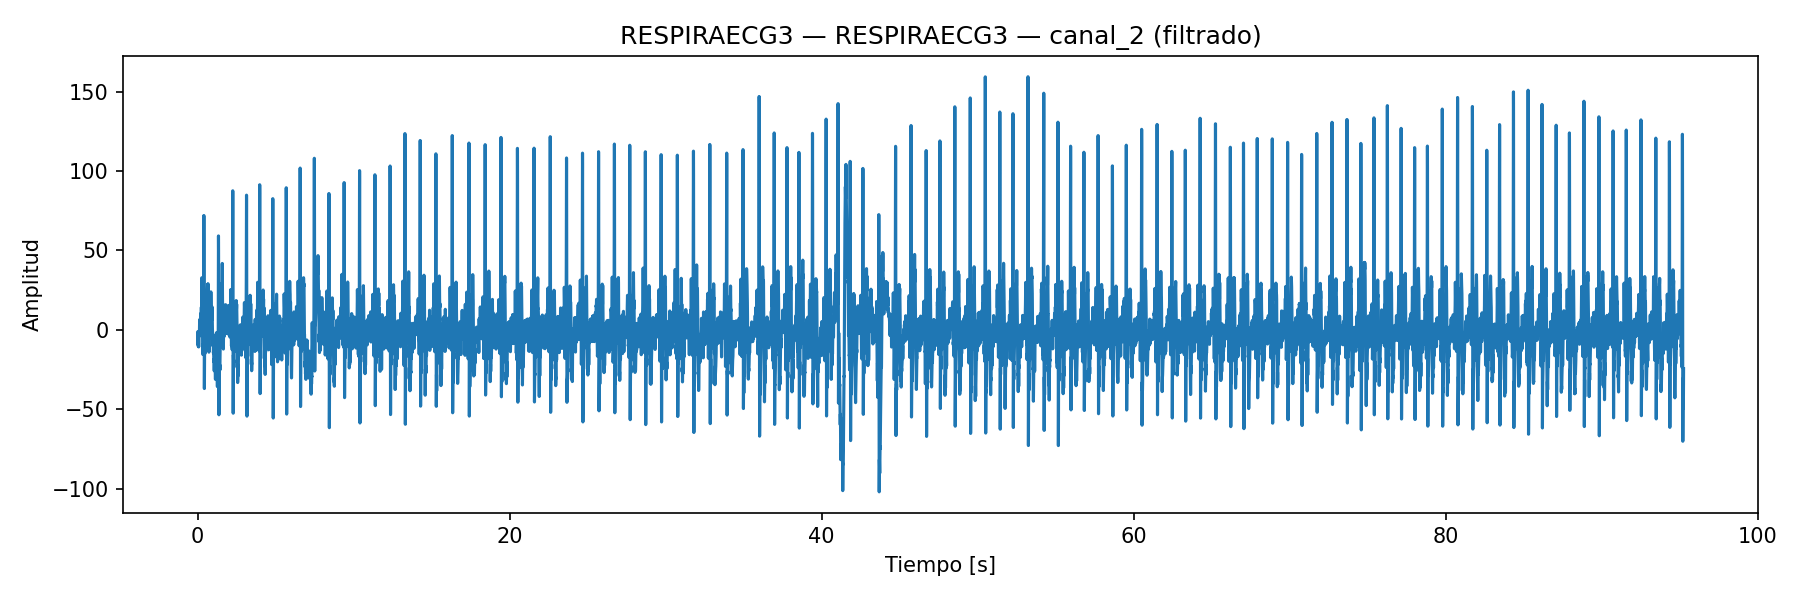 RESPIRAECG3 — RESPIRAECG3 — canal_2 (filtrado)
Amplitud
150
100
50
0
−50
−100
0 20 40 60 80 100
Tiempo [s]